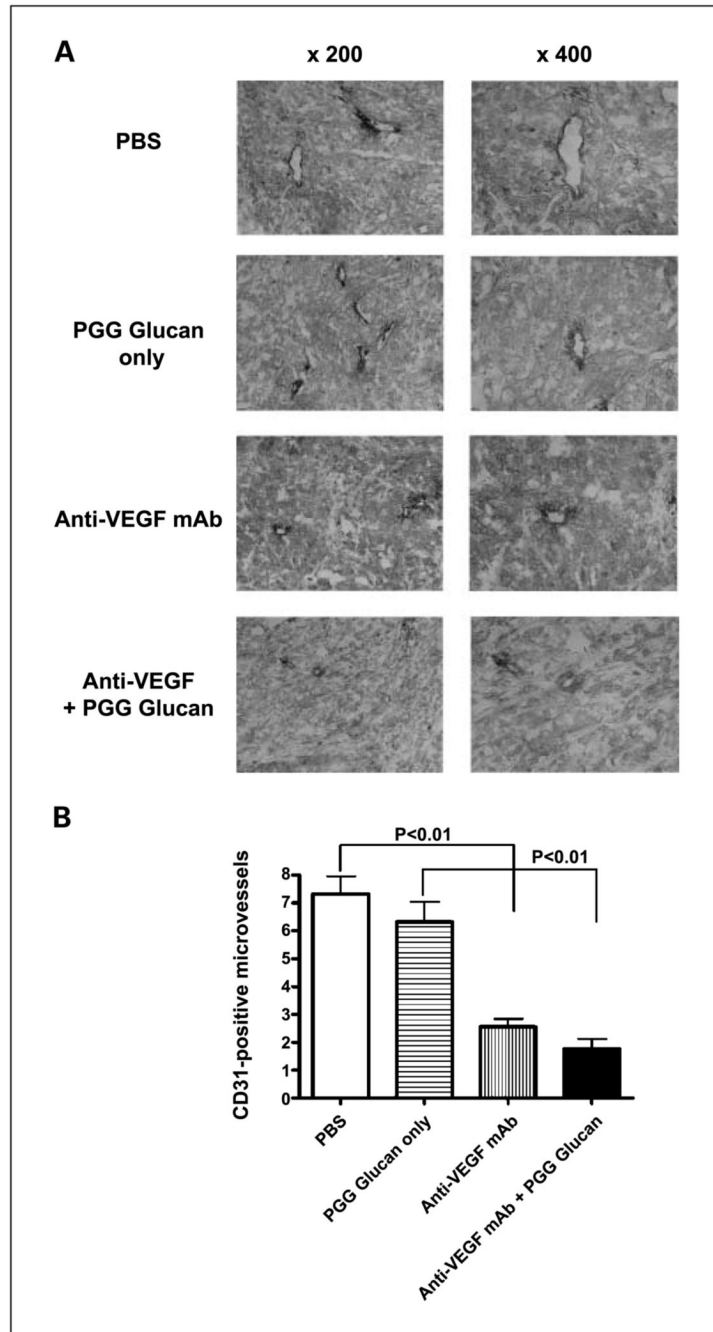 A
x 200
x 400
PBS
PGG Glucan
only
Anti-VEGF mAb
Anti-VEGF
+ PGG Glucan
B
P<0.01
P<0.01
CD31-positive microvessels
8
7
6
5
4
3
2
1
0
PBS
PGG Glucan only
Anti-VEGF mAb
Anti-VEGF mAb + PGG Glucan